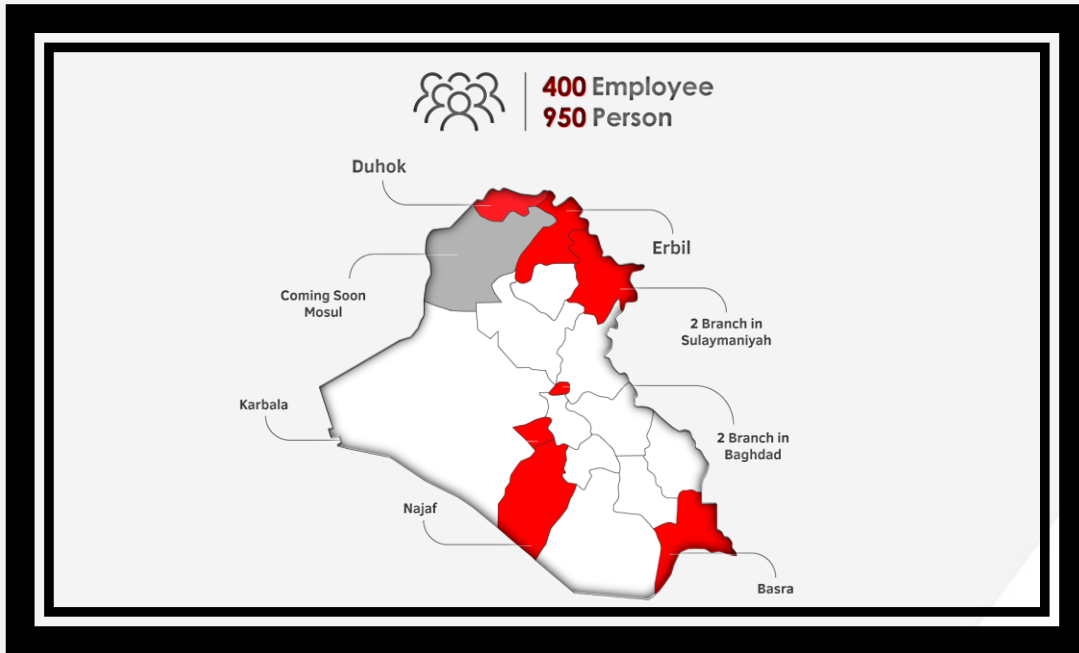 400 Employee
950 Person
Duhok
Erbil
Coming Soon
Mosul
2 Branch in
Sulaymaniyah
Karbala
2 Branch in
Baghdad
Najaf
Basra